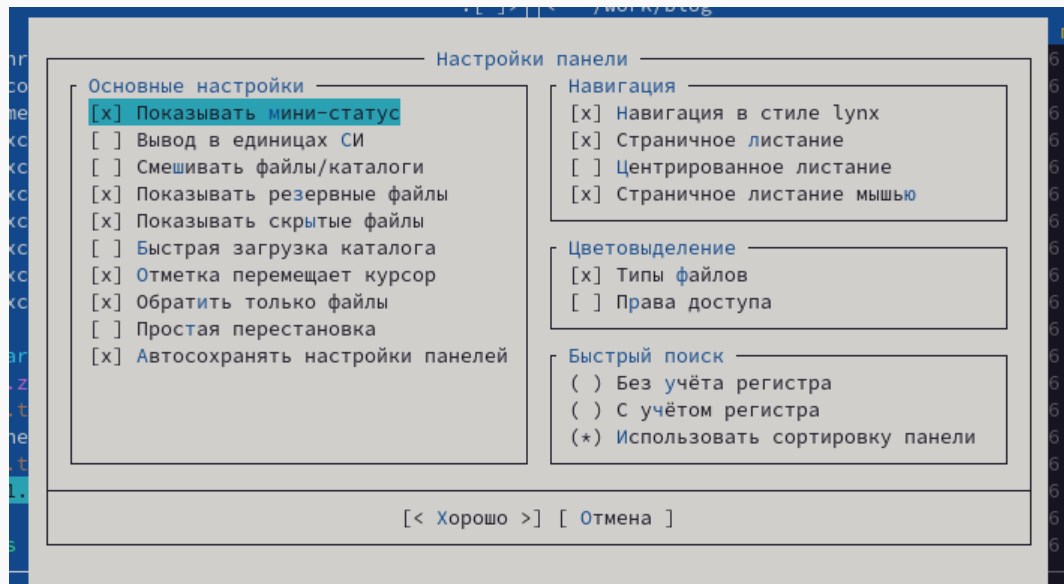 /work/blog
Настройки панели
Основные настройки
[x] Показывать мини-статус
[ ] Вывод в единицах СИ
[ ] Смешивать файлы/каталоги
[x] Показывать резервные файлы
[x] Показывать скрытые файлы
[ ] Быстрая загрузка каталога
[x] Отметка перемещает курсор
[x] Обратить только файлы
[ ] Простая перестановка
[x] Автосохранять настройки панелей
Навигация
[x] Навигация в стиле lynx
[x] Страничное листание
[ ] Центрированное листание
[x] Страничное листание мышью
Цветовыделение
[x] Типы файлов
[ ] Права доступа
Быстрый поиск
( ) Без учёта регистра
( ) С учётом регистра
(*) Использовать сортировку панели
[< Хорошо >] [ Отмена ]